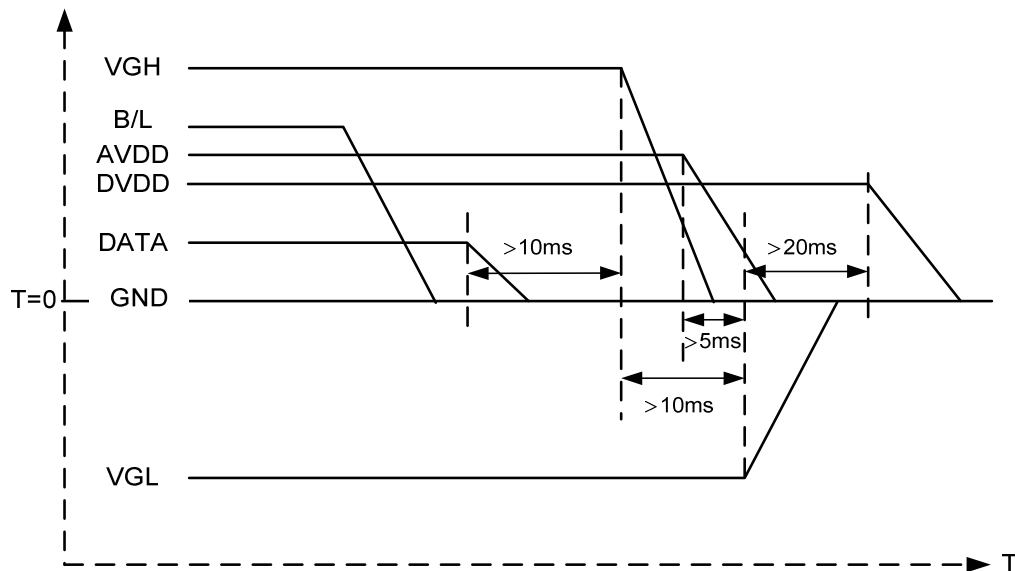 VGH
B/L
AVDD
DVDD
DATA
>10ms
>20ms
T=0
GND
>5ms
>10ms
VGL
T